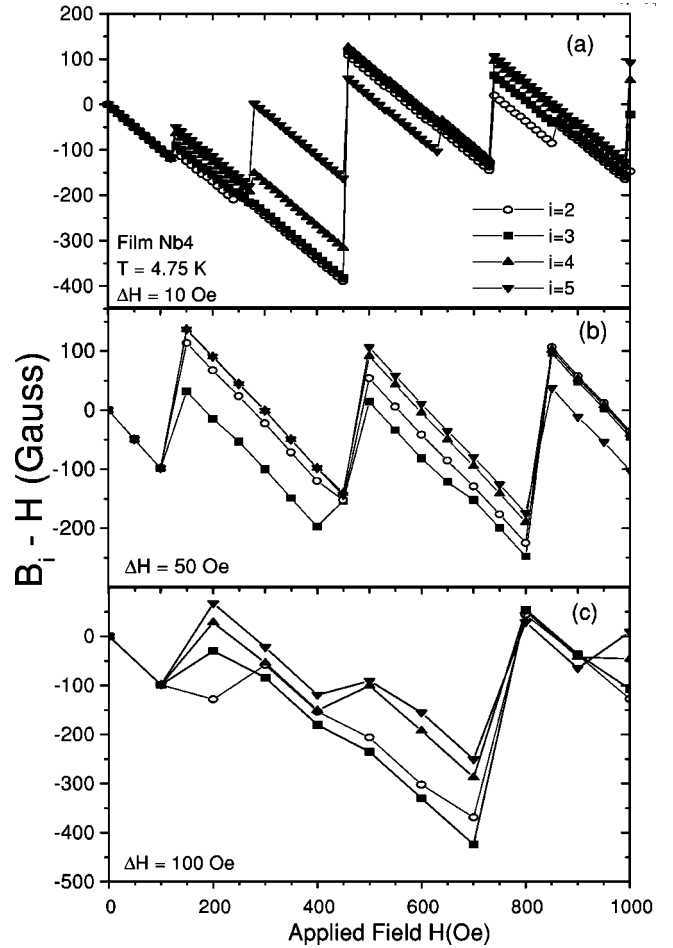 200
100
0
-100
-200
-300
-400
(a)
Film Nb4
T = 4.75 K
ΔH = 10 Oe
i=2
i=3
i=4
i=5
100
0
-100
-200
(b)
ΔH = 50 Oe
B_i - H (Gauss)
0
-100
-200
-300
-400
-500
(c)
ΔH = 100 Oe
0 200 400 600 800 1000
Applied Field H(Oe)